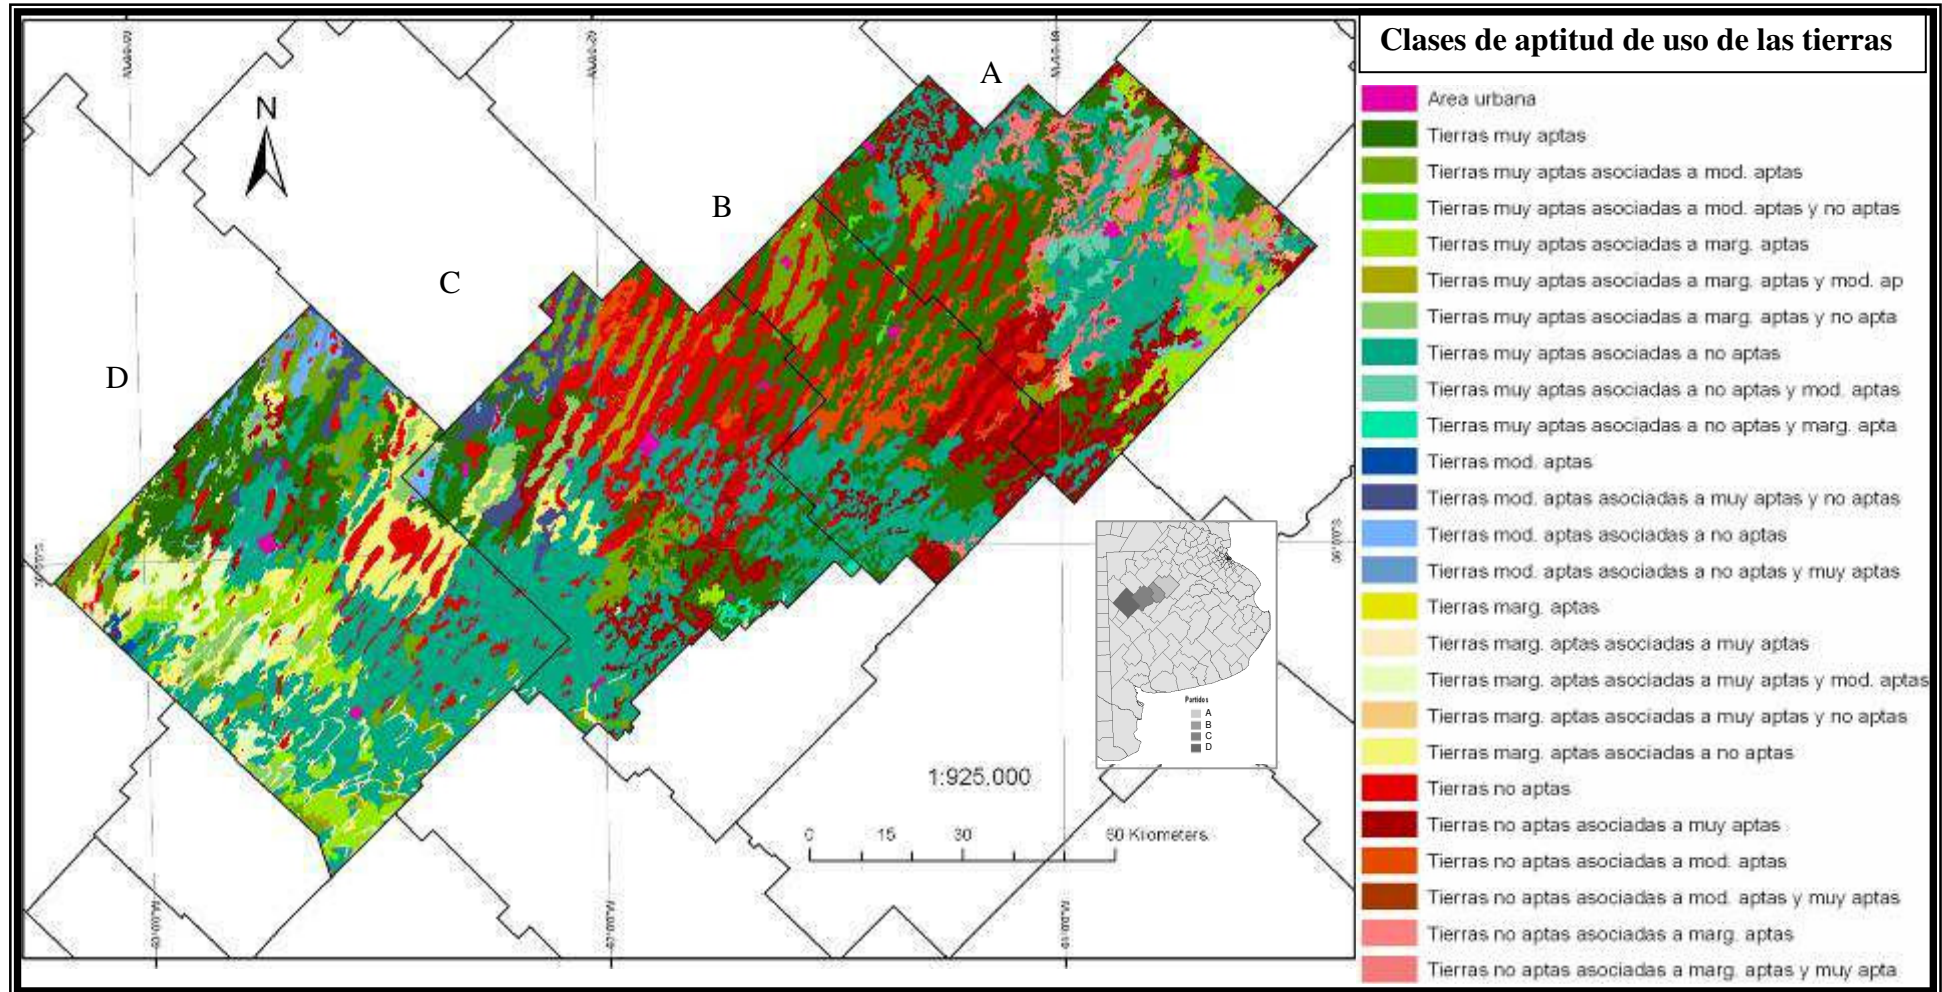 Clases de aptitud de uso de las tierras
A
N
B
C
D
Area urbana
Tierras muy aptas
Tierras muy aptas asociadas a mod. aptas
Tierras muy aptas asociadas a mod. aptas y no aptas
Tierras muy aptas asociadas a marg. aptas
Tierras muy aptas asociadas a marg. aptas y mod. ap
Tierras muy aptas asociadas a marg. aptas y no apta
Tierras muy aptas asociadas a no aptas
Tierras muy aptas asociadas a no aptas y mod. aptas
Tierras muy aptas asociadas a no aptas y marg. apta
Tierras mod. aptas
Tierras mod. aptas asociadas a muy aptas y no aptas
Tierras mod. aptas asociadas a no aptas
Tierras mod. aptas asociadas a no aptas y muy aptas
Tierras marg. aptas
Tierras marg. aptas asociadas a muy aptas
Tierras marg. aptas asociadas a muy aptas y mod. aptas
Tierras marg. aptas asociadas a muy aptas y no aptas
Tierras marg. aptas asociadas a no aptas
Tierras no aptas
Tierras no aptas asociadas a muy aptas
Tierras no aptas asociadas a mod. aptas
Tierras no aptas asociadas a mod. aptas y muy aptas
Tierras no aptas asociadas a marg. aptas
Tierras no aptas asociadas a marg. aptas y muy apta
Partidos
A
B
C
D
1:925.000
0 15 30 60 Kilometers